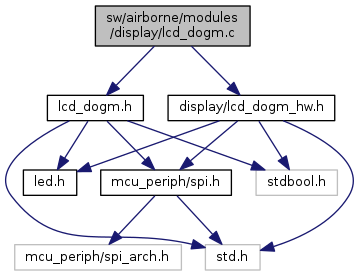 sw/airborne/modules
/display/lcd_dogm.c
lcd_dogm.h
display/lcd_dogm_hw.h
led.h
mcu_periph/spi.h
stdbool.h
mcu_periph/spi_arch.h
std.h